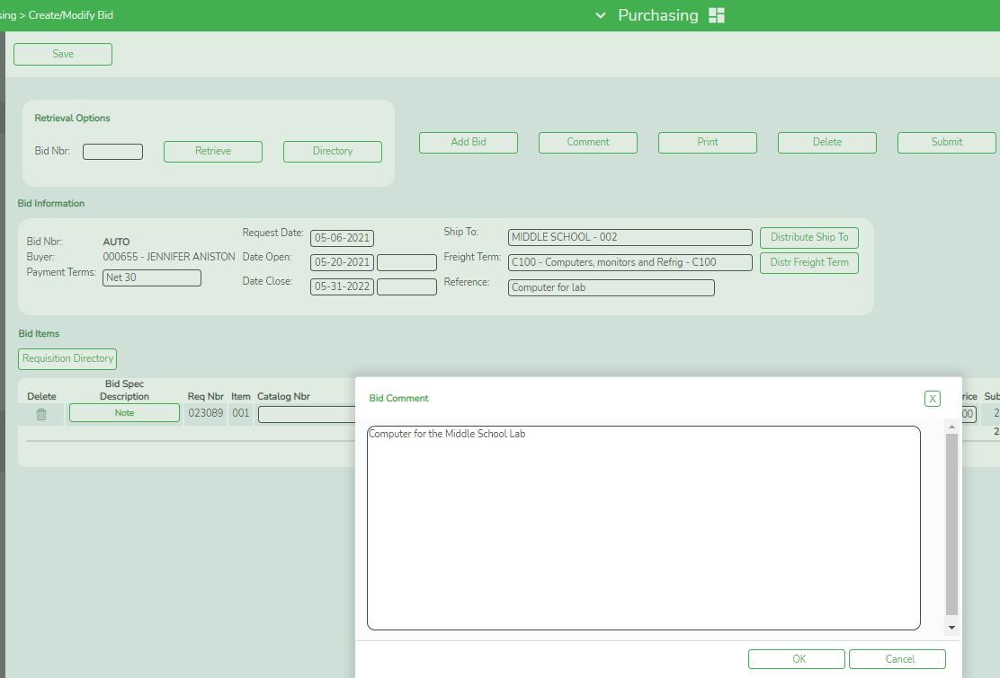 sing > Create/Modify Bid
Purchasing
Save
Retrieval Options
Bid Nbr:
Retrieve
Directory
Add Bid
Comment
Print
Delete
Submit
Bid Information
Bid Nbr: AUTO
Buyer: 000655 - JENNIFER ANISTON
Payment Terms: Net 30
Request Date: 05-06-2021
Date Open: 05-20-2021
Date Close: 05-31-2022
Ship To: MIDDLE SCHOOL - 002
Freight Term: C100 - Computers, monitors and Refrig - C100
Reference: Computer for lab
Distribute Ship To
Distr Freight Term
Bid Items
Requisition Directory
Delete
Bid Spec
Description
Req Nbr
Item
Catalog Nbr
rice
Sub
Note
023089
001
00
2
2
Bid Comment
X
Computer for the Middle School Lab
OK
Cancel